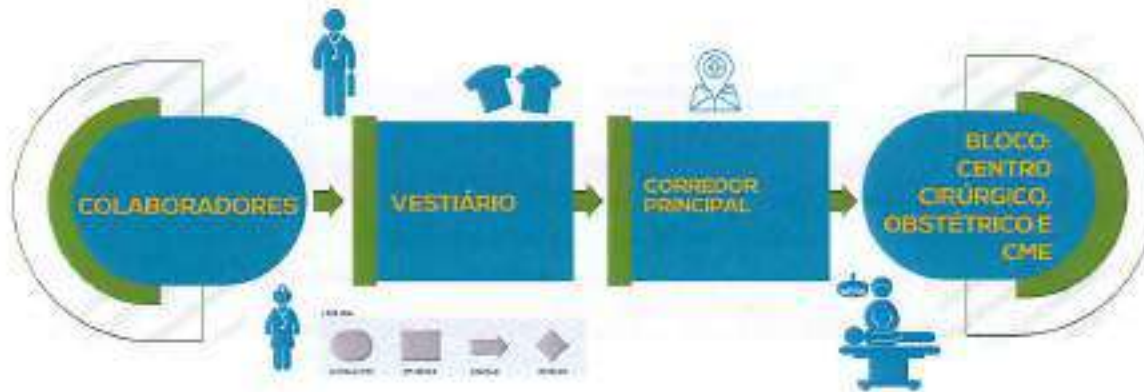 COLABORADORES
VESTIÁRIO
CORREDOR
PRINCIPAL
BLOCO:
CENTRO
CIRÚRGICO,
OBSTÉTRICO E
CME